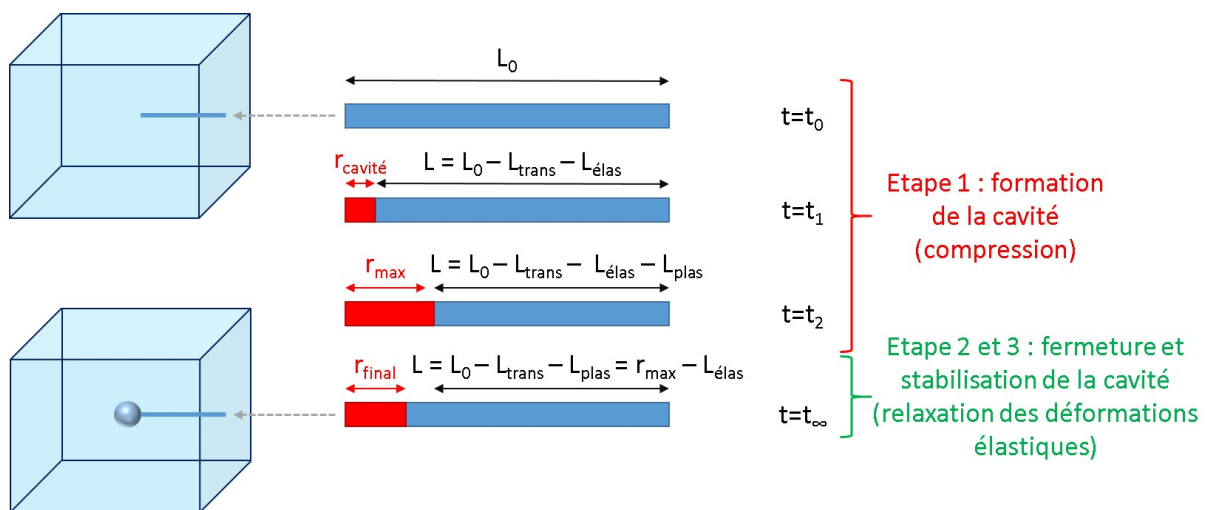 L0
t=t0
rcavité
L = L0 – Ltrans – Lélas
t=t1
Etape 1 : formation
de la cavité
(compression)
rmax
L = L0 – Ltrans – Lélas – Lplas
t=t2
rfinal
L = L0 – Ltrans – Lplas = rmax – Lélas
t=t∞
Etape 2 et 3 : fermeture et
stabilisation de la cavité
(relaxation des déformations
élastiques)